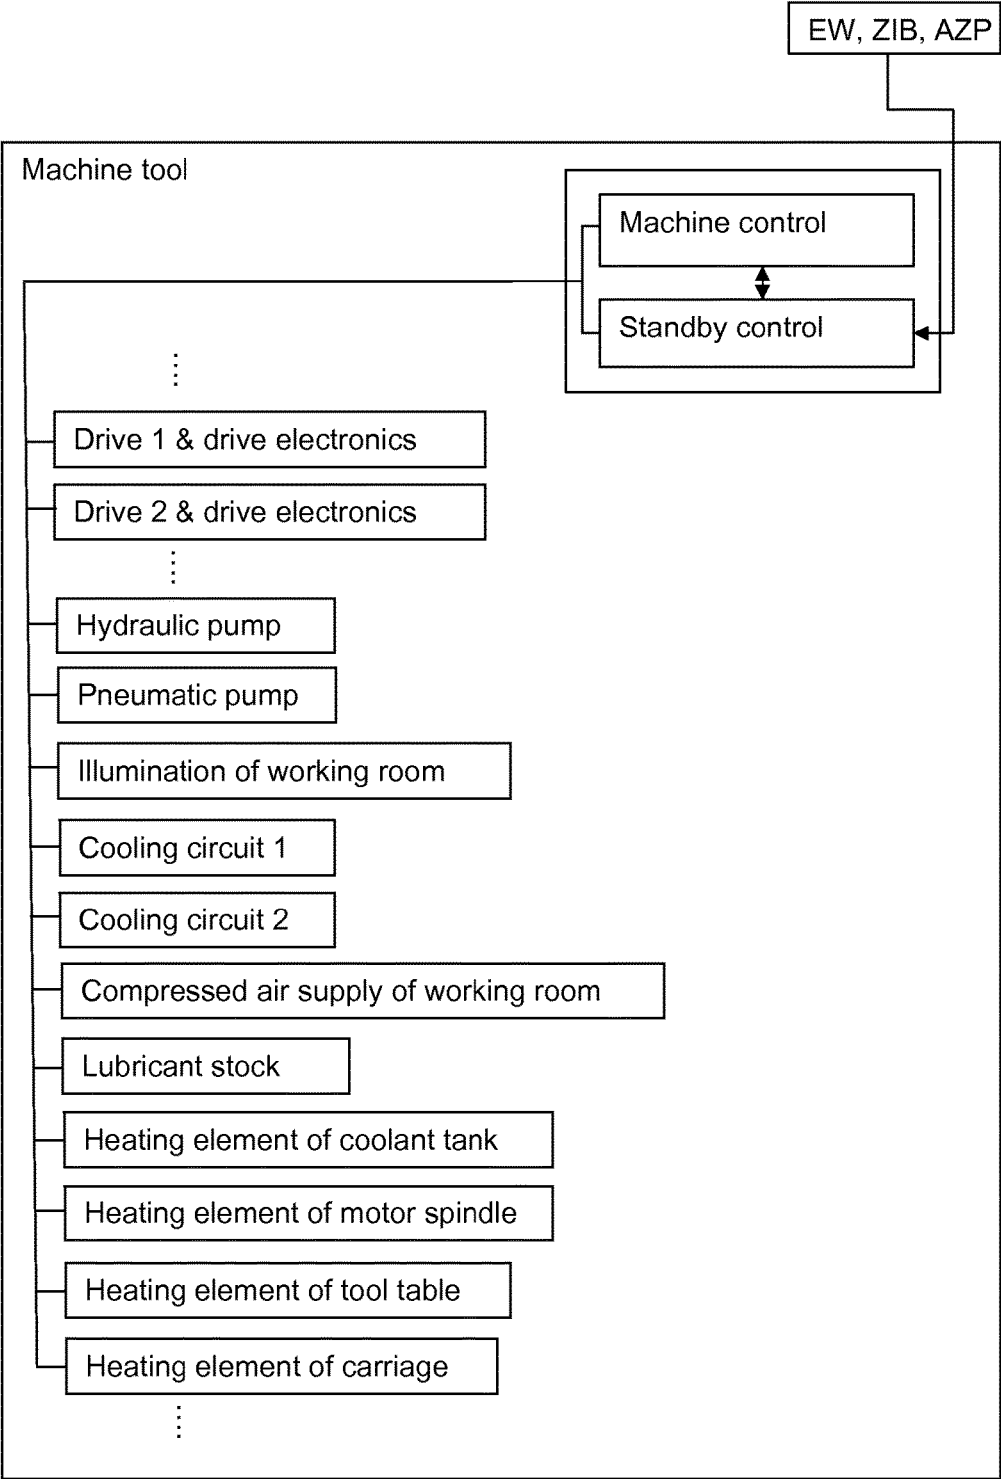 EW, ZIB, AZP
Machine tool
Machine control
Standby control
Drive 1 & drive electronics
Drive 2 & drive electronics
Hydraulic pump
Pneumatic pump
Illumination of working room
Cooling circuit 1
Cooling circuit 2
Compressed air supply of working room
Lubricant stock
Heating element of coolant tank
Heating element of motor spindle
Heating element of tool table
Heating element of carriage